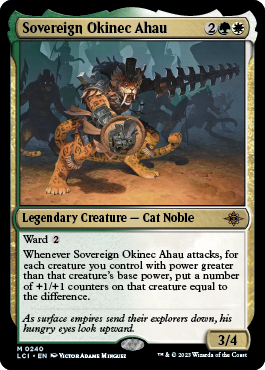 Sovereign Okinec Ahau 2
Legendary Creature — Cat Noble
Ward 2
Whenever Sovereign Okinec Ahau attacks, for
each creature you control with power greater
than that creature's base power, put a number
of +1/+1 counters on that creature equal to
the difference.
As surface empires send their explorers down, his
hungry eyes look upward.
3/4
M 0240
LCI • EN Victor Adame Minguez
™ & © 2023 Wizards of the Coast